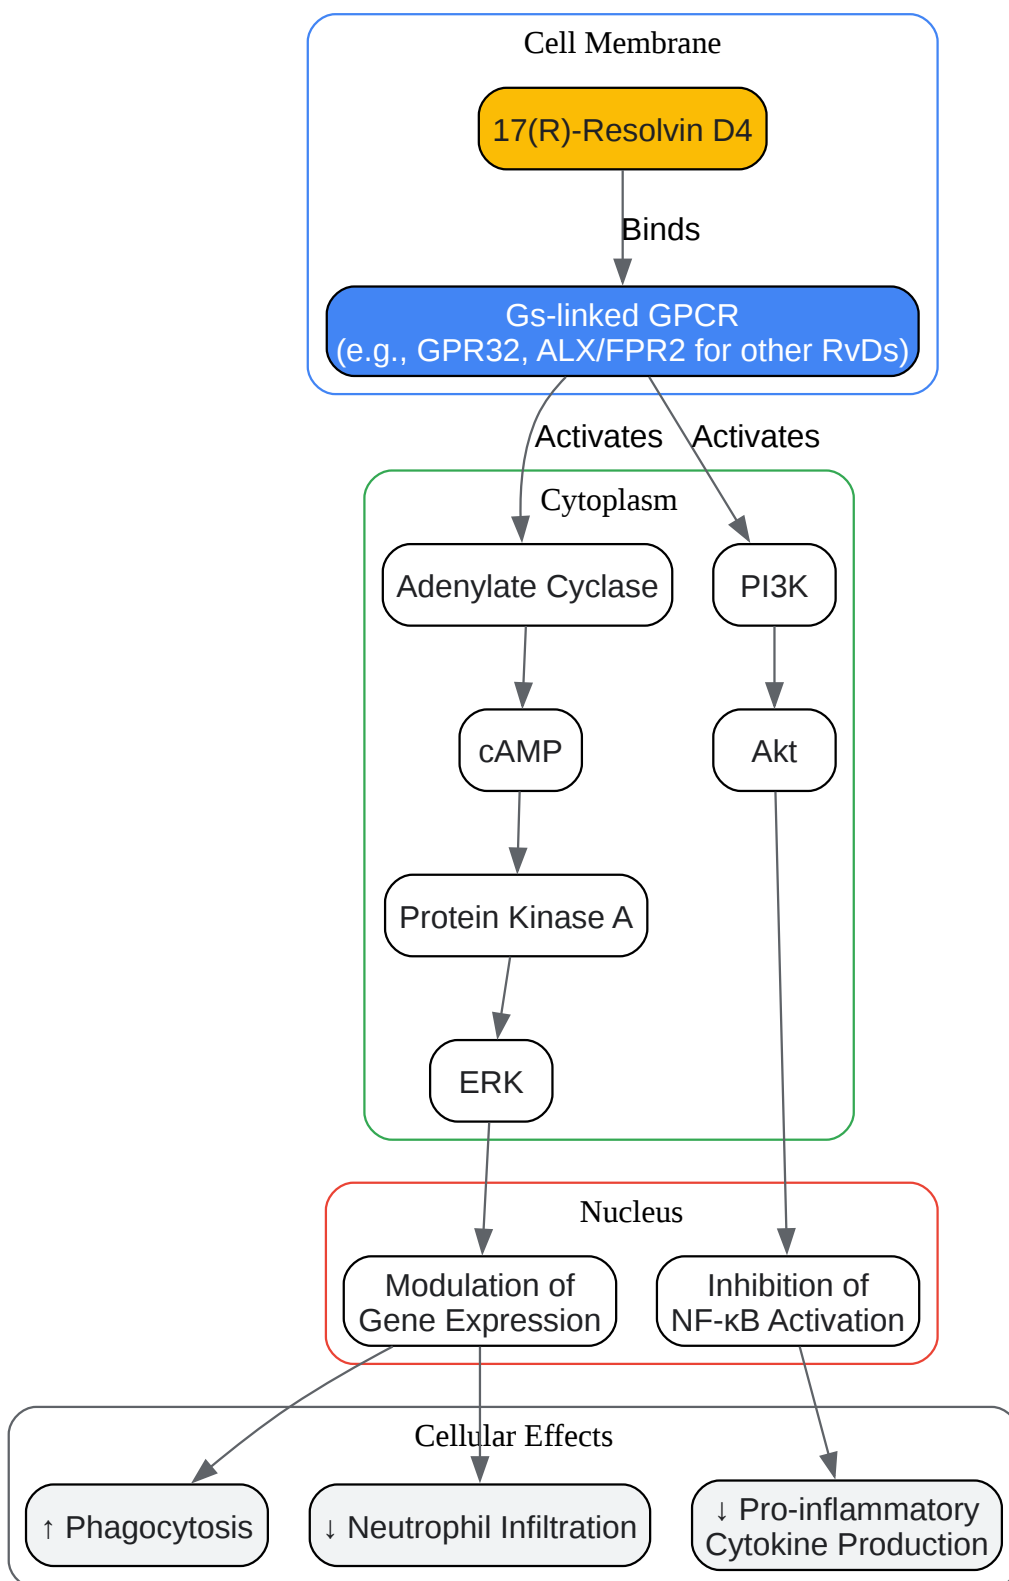 Cell Membrane
17(R)-Resolvin D4
Binds
Gs-linked GPCR
(e.g., GPR32, ALX/FPR2 for other RvDs)
Activates
Activates
Cytoplasm
Adenylate Cyclase
PI3K
cAMP
Akt
Protein Kinase A
ERK
Nucleus
Modulation of
Gene Expression
Inhibition of
NF-κB Activation
Cellular Effects
↑ Phagocytosis
↓ Neutrophil Infiltration
↓ Pro-inflammatory
Cytokine Production